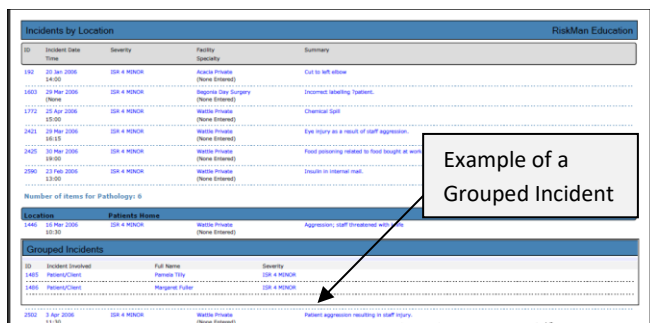 Incidents by Location RiskMan Education
ID Incident Date Severity Facility Summary
Time Specialty
192 20 Jan 2006 ISR 4 MINOR Acacia Private Cut to left elbow
14:00 (None Entered)
1603 29 Mar 2006 ISR 4 MINOR Begonia Day Surgery Incorrect labelling ?patient.
(None (None Entered)
1772 25 Apr 2006 ISR 4 MINOR Wattle Private Chemical Spill
15:00 (None Entered)
2421 29 Mar 2006 ISR 4 MINOR Wattle Private Eye injury as a result of staff aggression.
16:15 (None Entered)
2425 30 Mar 2006 ISR 4 MINOR Wattle Private Food poisoning related to food bought at work
19:00 (None Entered)
2590 23 Feb 2006 ISR 4 MINOR Wattle Private Insulin in internal mail.
13:00 (None Entered)
Example of a
Grouped Incident
Number of items for Pathology: 6
Location Patients Home
1446 16 Mar 2006 ISR 4 MINOR Wattle Private Aggression; staff threatened with
10:30 (None Entered)
Grouped Incidents
ID Incident Involved Full Name Severity
1485 Patient/Client Pamela Tilly ISR 4 MINOR
1486 Patient/Client Margaret Fuller ISR 4 MINOR
2502 3 Apr 2006 ISR 4 MINOR Wattle Private Patient aggression resulting in staff injury.
11:30 (None Entered)